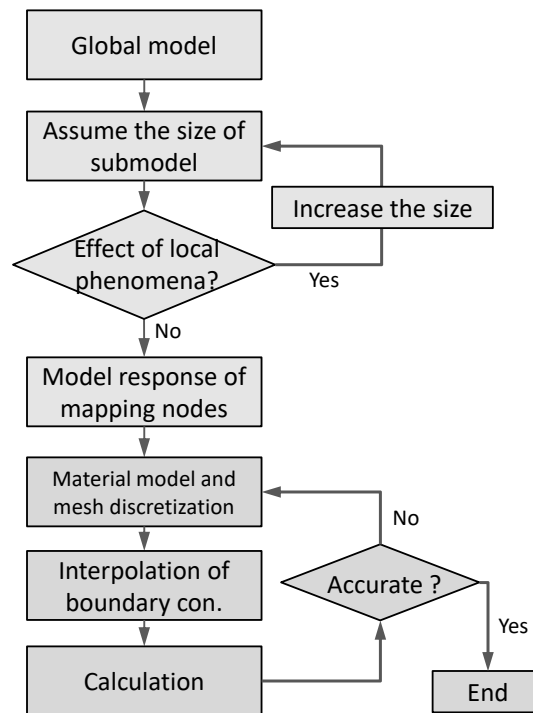 Global model
Assume the size of
submodel
Increase the size
Effect of local
phenomena?
Yes
No
Model response of
mapping nodes
Material model and
mesh discretization
No
Interpolation of
boundary con.
Accurate ?
Yes
Calculation
End